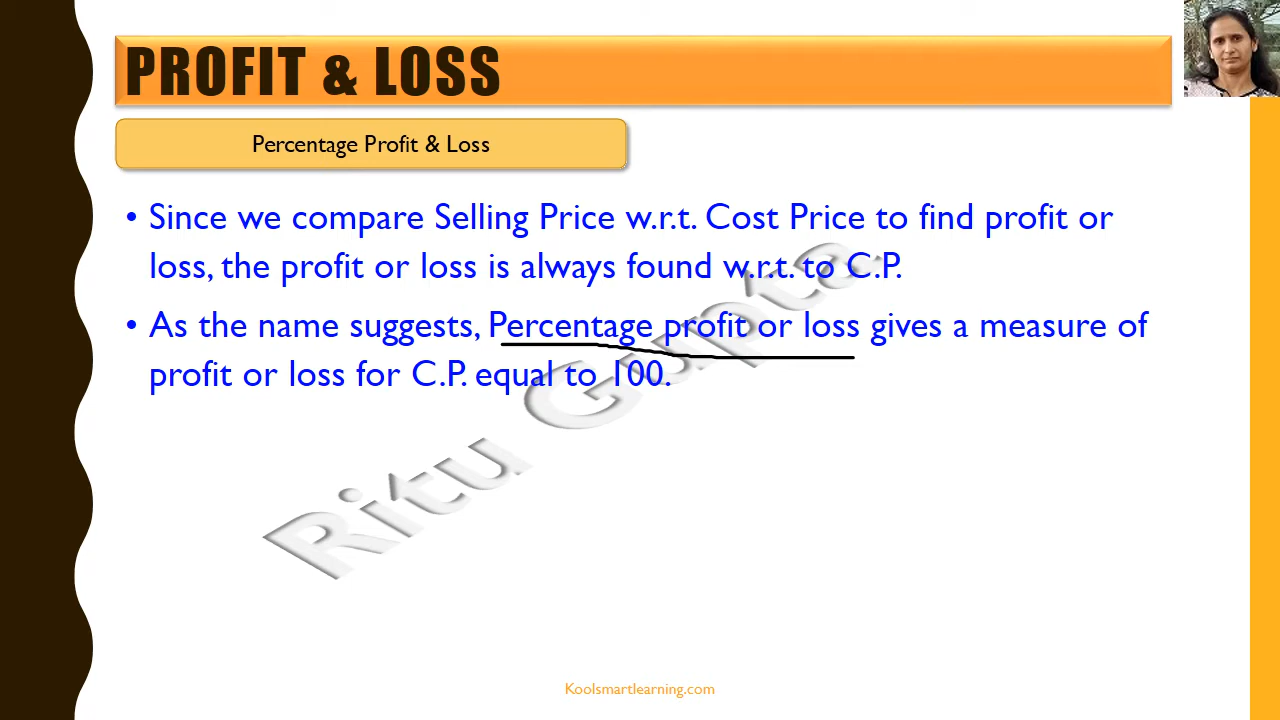 PROFIT & LOSS
Percentage Profit & Loss
• Since we compare Selling Price w.r.t. Cost Price to find profit or
loss, the profit or loss is always found w.r.t. to C.P.
• As the name suggests, Percentage profit or loss gives a measure of
profit or loss for C.P. equal to 100.
Ritu Gupta
Koolsmartlearning.com